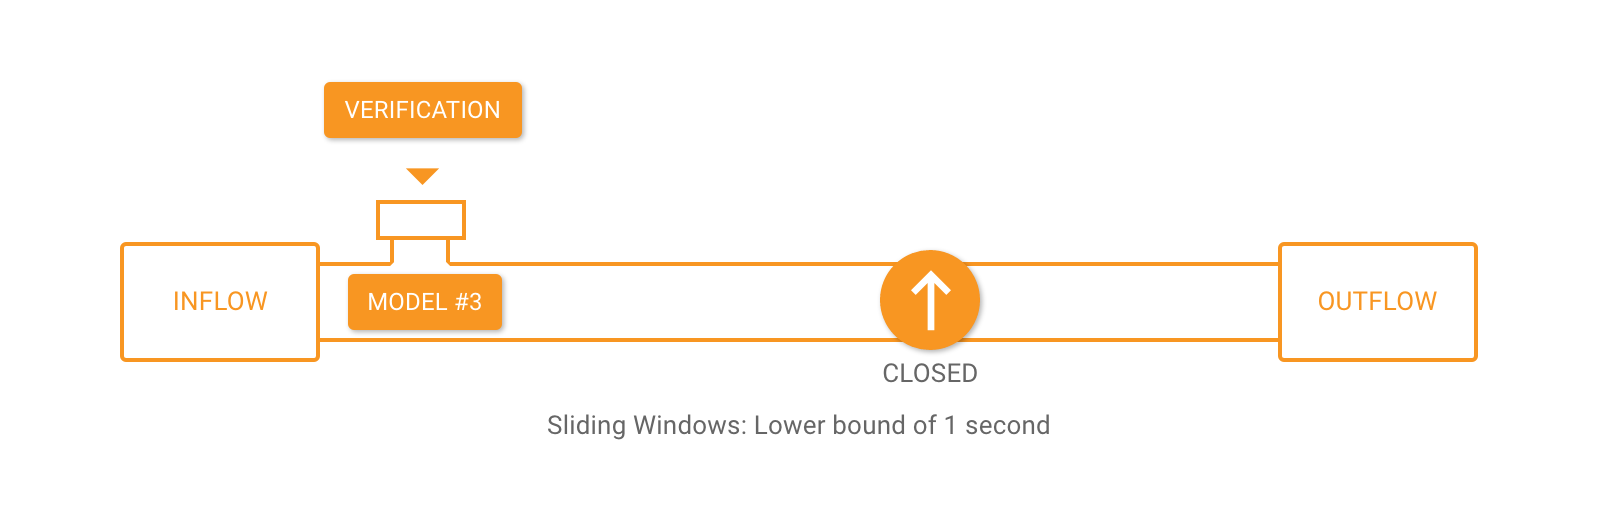 VERIFICATION
INFLOW
MODEL #3
OUTFLOW
CLOSED
Sliding Windows: Lower bound of 1 second